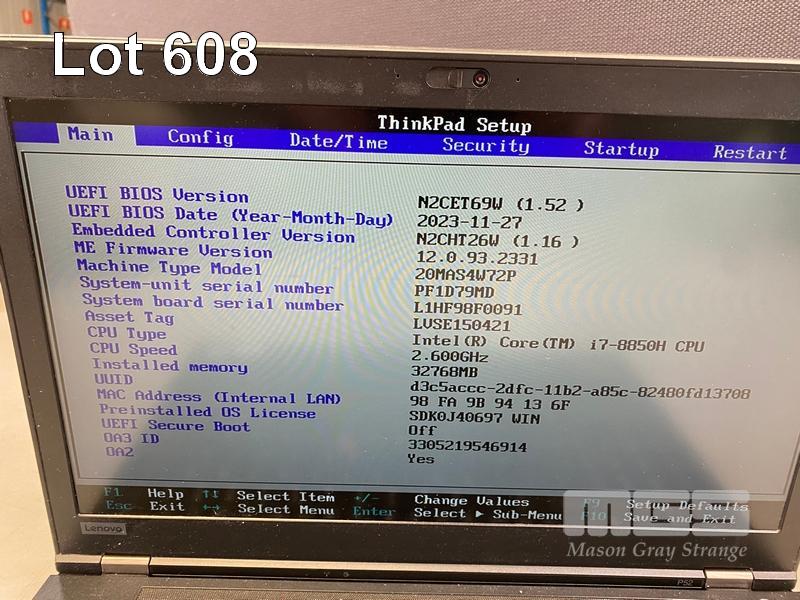 Lot 608
ThinkPad Setup
Main Config Date/Time Security Startup Restart
UEFI BIOS Version N2CET69W (1.52 )
UEFI BIOS Date (Year-Month-Day) 2023-11-27
Embedded Controller Version N2CHT26W (1.16 )
ME Firmware Version 12.0.93.2331
Machine Type Model 20MAS4W72P
System-unit serial number PF1D79MD
System board serial number L1HF98F0091
Asset Tag LVSE150421
CPU Type Intel(R) Core(TM) i7-8850H CPU
CPU Speed 2.600GHz
Installed memory 32768MB
UUID d3c5accc-2dfc-11b2-a85c-82480fd13708
MAC Address (Internal LAN) 98 FA 9B 94 13 6F
Preinstalled OS License SDK0J40697 WIN
UEFI Secure Boot Off
OA3 ID 3305219546914
OA2 Yes
F1 Help ↑↓ Select Item +/- Change Values F9 Setup Defaults
Esc Exit ←→ Select Menu Enter Select ▶ Sub-Menu F10 Save and Exit
Lenovo
MGS
Mason Gray Strange
P52